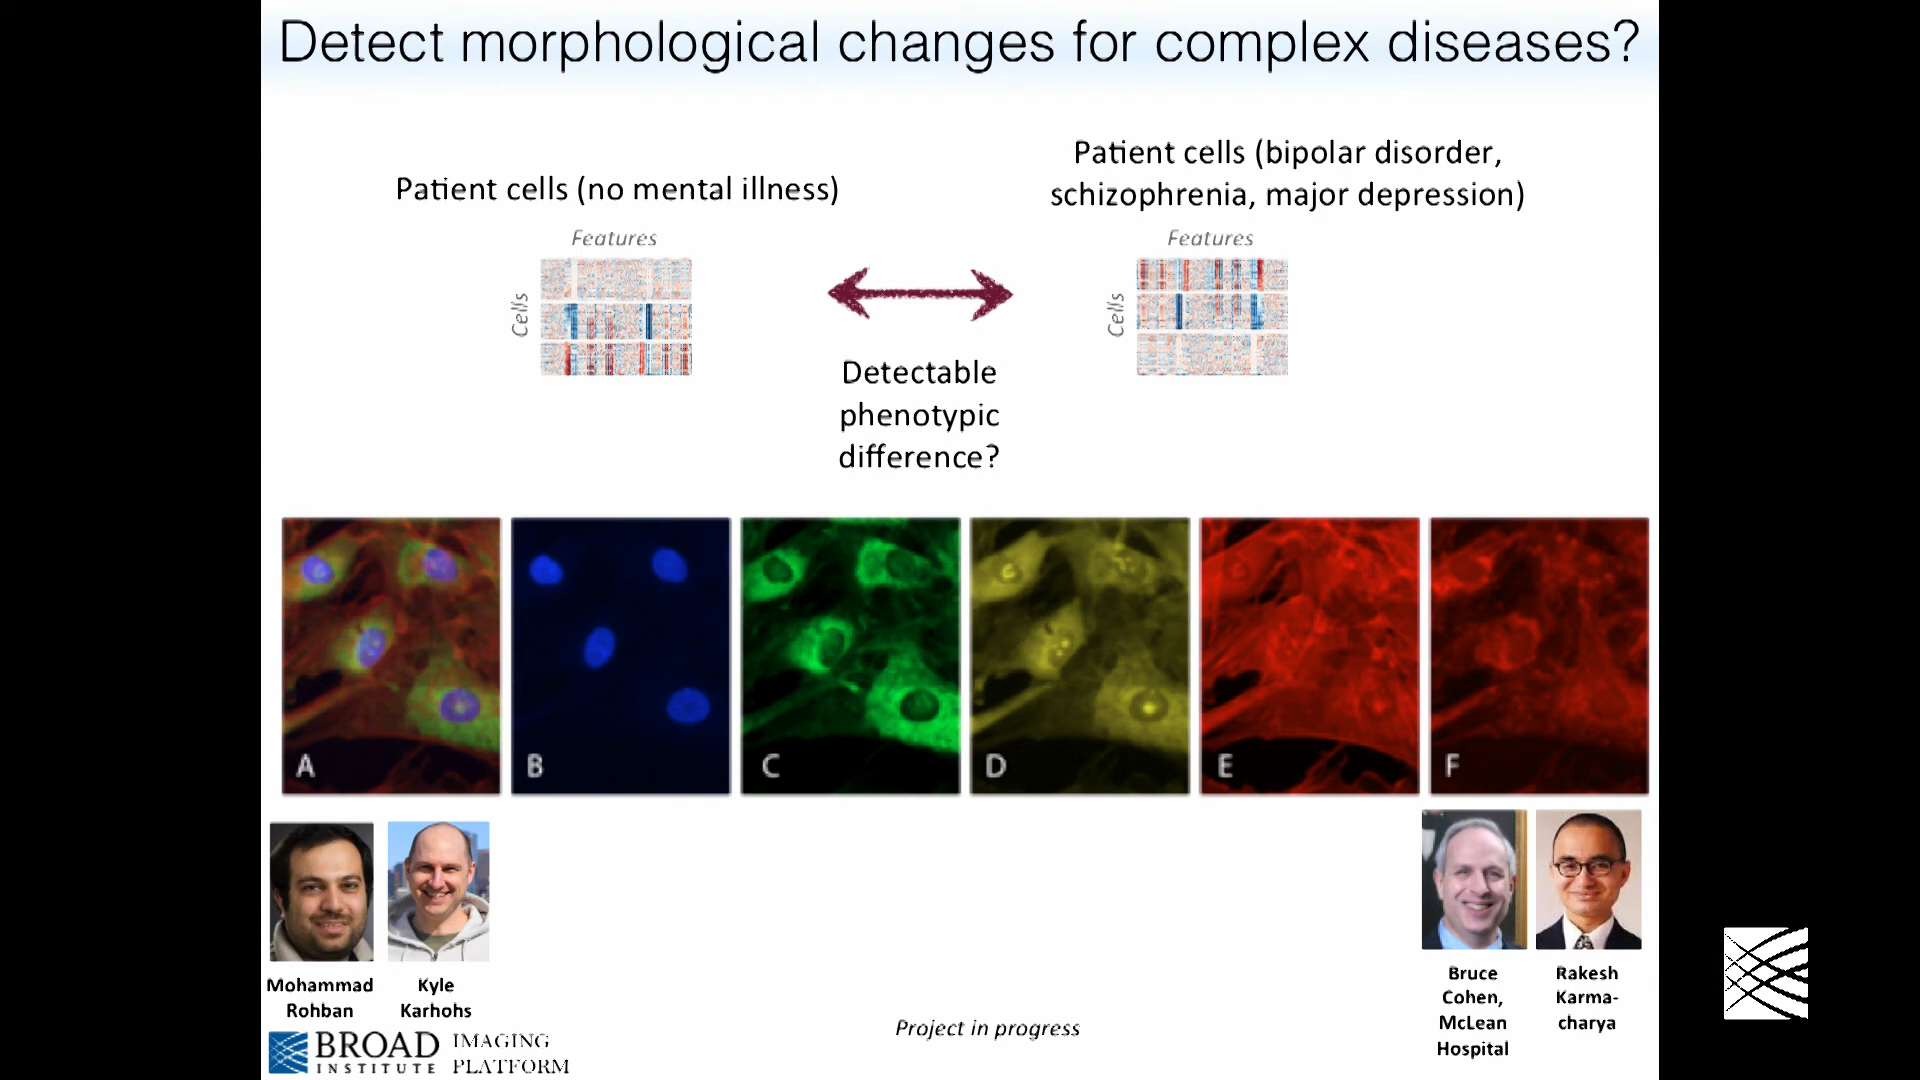 Detect morphological changes for complex diseases?
Patient cells (no mental illness)
Patient cells (bipolar disorder,
schizophrenia, major depression)
Features
Cells
Features
Cells
Detectable
phenotypic
difference?
A
B
C
D
E
F
Mohammad
Rohban
Kyle
Karhohs
Bruce
Cohen,
McLean
Hospital
Rakesh
Karma-
charya
Project in progress
BROAD
INSTITUTE
IMAGING
PLATFORM